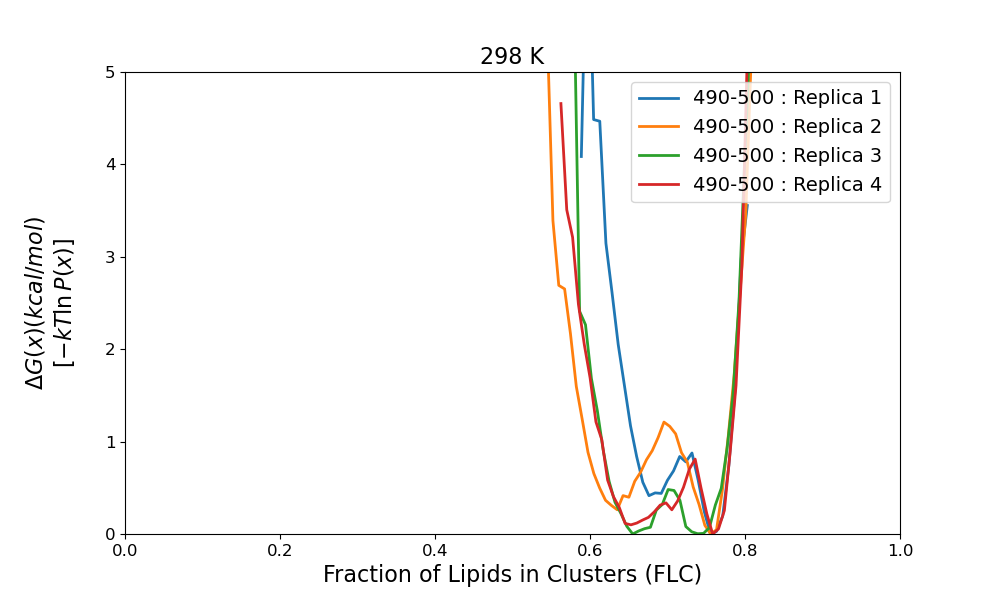 298 K
5
4
3
2
1
0
ΔG(x)(kcal/mol)
[−kT ln P(x)]
490-500 : Replica 1
490-500 : Replica 2
490-500 : Replica 3
490-500 : Replica 4
0.0 0.2 0.4 0.6 0.8 1.0
Fraction of Lipids in Clusters (FLC)